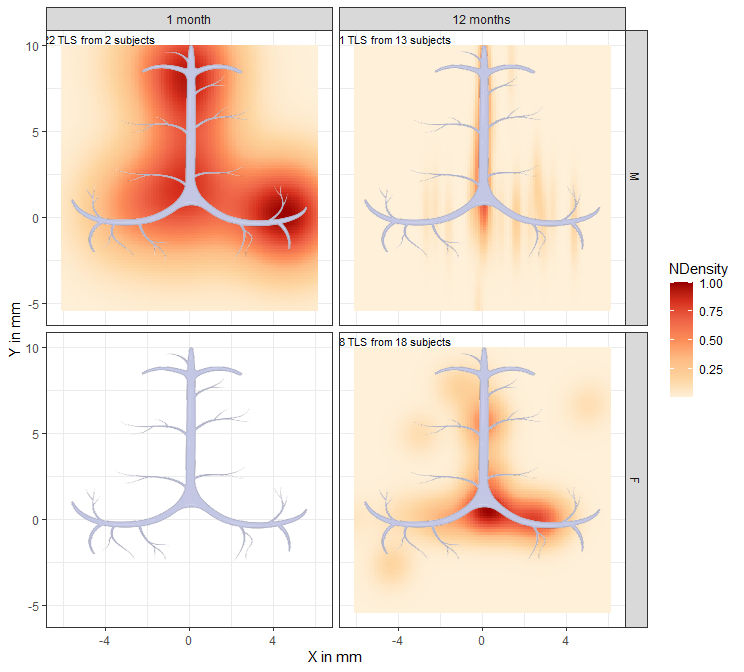 1 month
12 months
22 TLS from 2 subjects
1 TLS from 13 subjects
10
5
0
-5
M
8 TLS from 18 subjects
10
5
0
-5
F
Y in mm
-4
0
4
-4
0
4
X in mm
NDensity
1.00
0.75
0.50
0.25